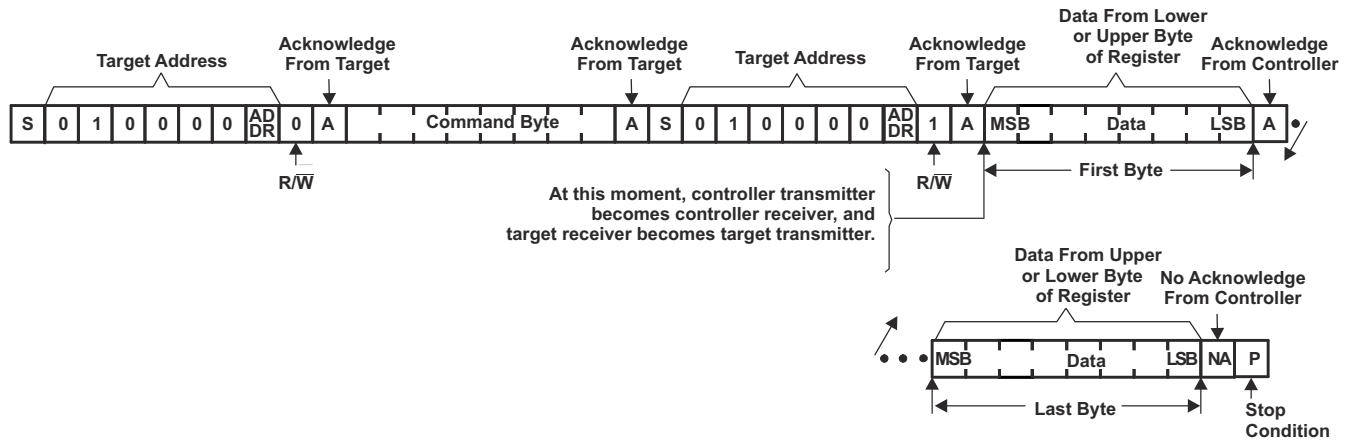 Target Address
Acknowledge
From Target
Acknowledge
From Target
Target Address
Acknowledge
From Target
Data From Lower
or Upper Byte
of Register
Acknowledge
From Controller
S 0 1 0 0 0 0 AD
DR 0 A Command Byte A S 0 1 0 0 0 0 AD
DR 1 A MSB Data LSB A
R/W̅
R/W̅
First Byte
At this moment, controller transmitter
becomes controller receiver, and
target receiver becomes target transmitter.
Data From Upper
or Lower Byte
of Register
No Acknowledge
From Controller
MSB Data LSB NA P
Last Byte
Stop
Condition